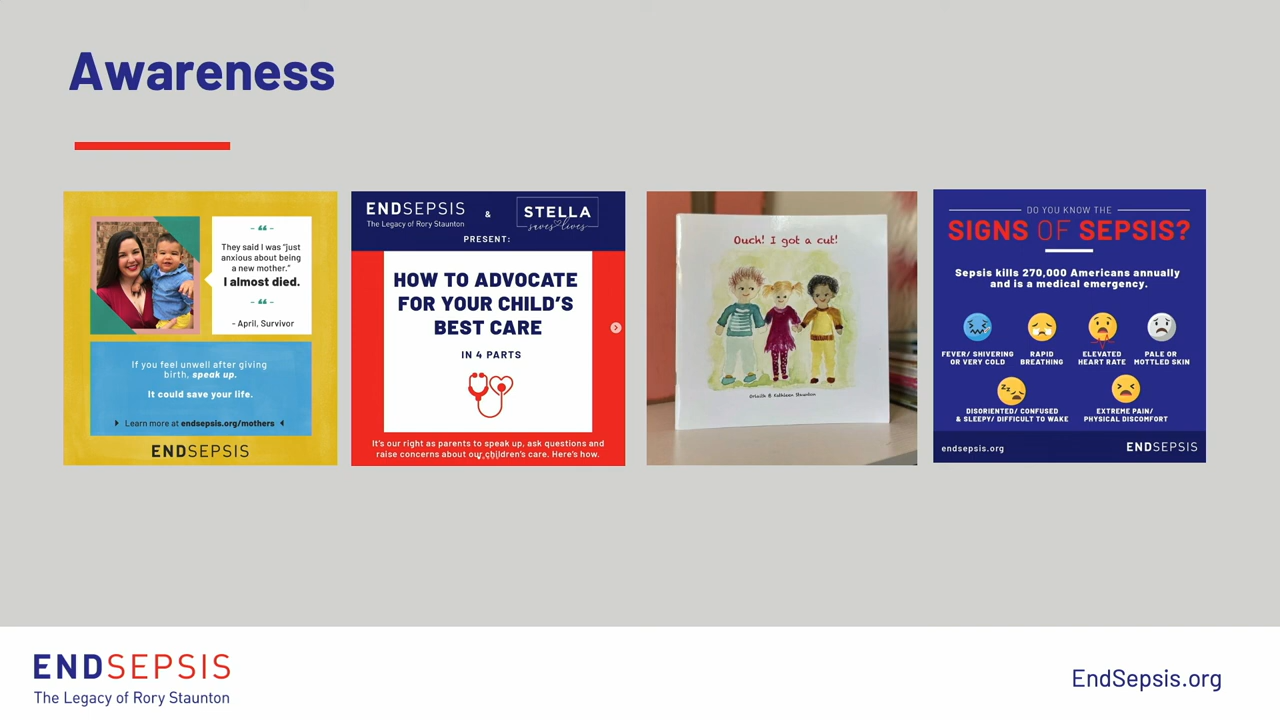 Awareness
They said I was "just
anxious about being
a new mother."
I almost died.
- April, Survivor
If you feel unwell after giving
birth, speak up.
It could save your life.
Learn more at endsepsis.org/mothers
ENDSEPSIS
ENDSEPSIS
The Legacy of Rory Staunton
&
STELLA
saves lives
PRESENT:
HOW TO ADVOCATE
FOR YOUR CHILD'S
BEST CARE
IN 4 PARTS
It's our right as parents to speak up, ask questions and
raise concerns about our children's care. Here's how.
Ouch! I got a cut!
Orlaith & Kathleen Staunton
DO YOU KNOW THE
SIGNS OF SEPSIS?
Sepsis kills 270,000 Americans annually
and is a medical emergency.
FEVER/ SHIVERING
OR VERY COLD
RAPID
BREATHING
ELEVATED
HEART RATE
PALE OR
MOTTLED SKIN
DISORIENTED/ CONFUSED
& SLEEPY/ DIFFICULT TO WAKE
EXTREME PAIN/
PHYSICAL DISCOMFORT
endsepsis.org
ENDSEPSIS
ENDSEPSIS
The Legacy of Rory Staunton
EndSepsis.org